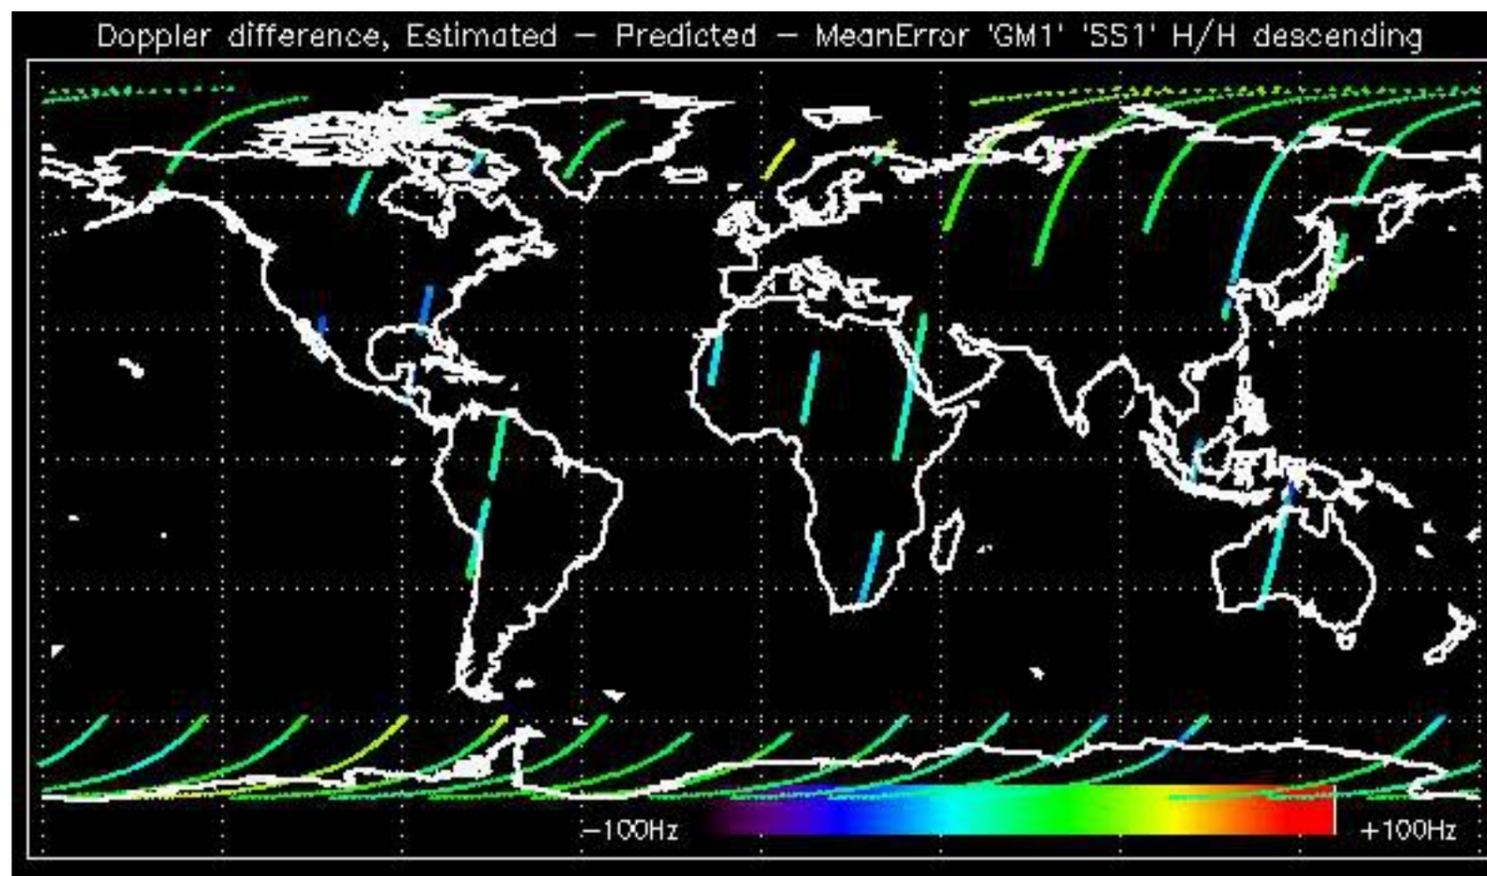 Doppler difference, Estimated − Predicted − MeanError 'GM1' 'SS1' H/H descending
−100Hz +100Hz